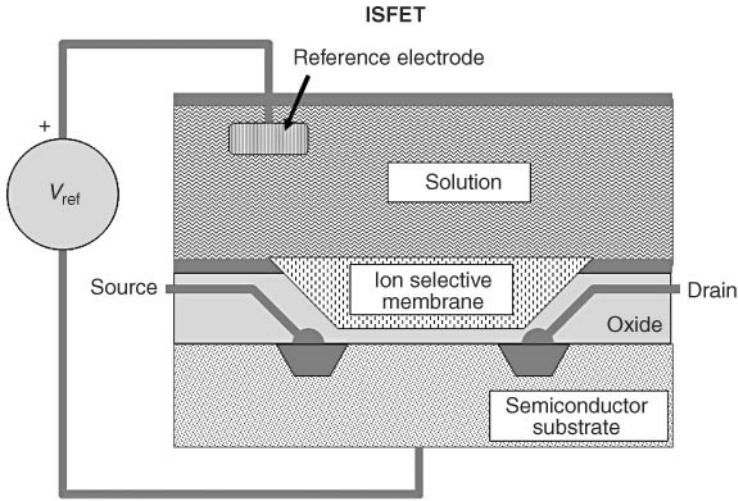 ISFET
Reference electrode
+
V_ref
Solution
Ion selective
membrane
Source
Drain
Oxide
Semiconductor
substrate